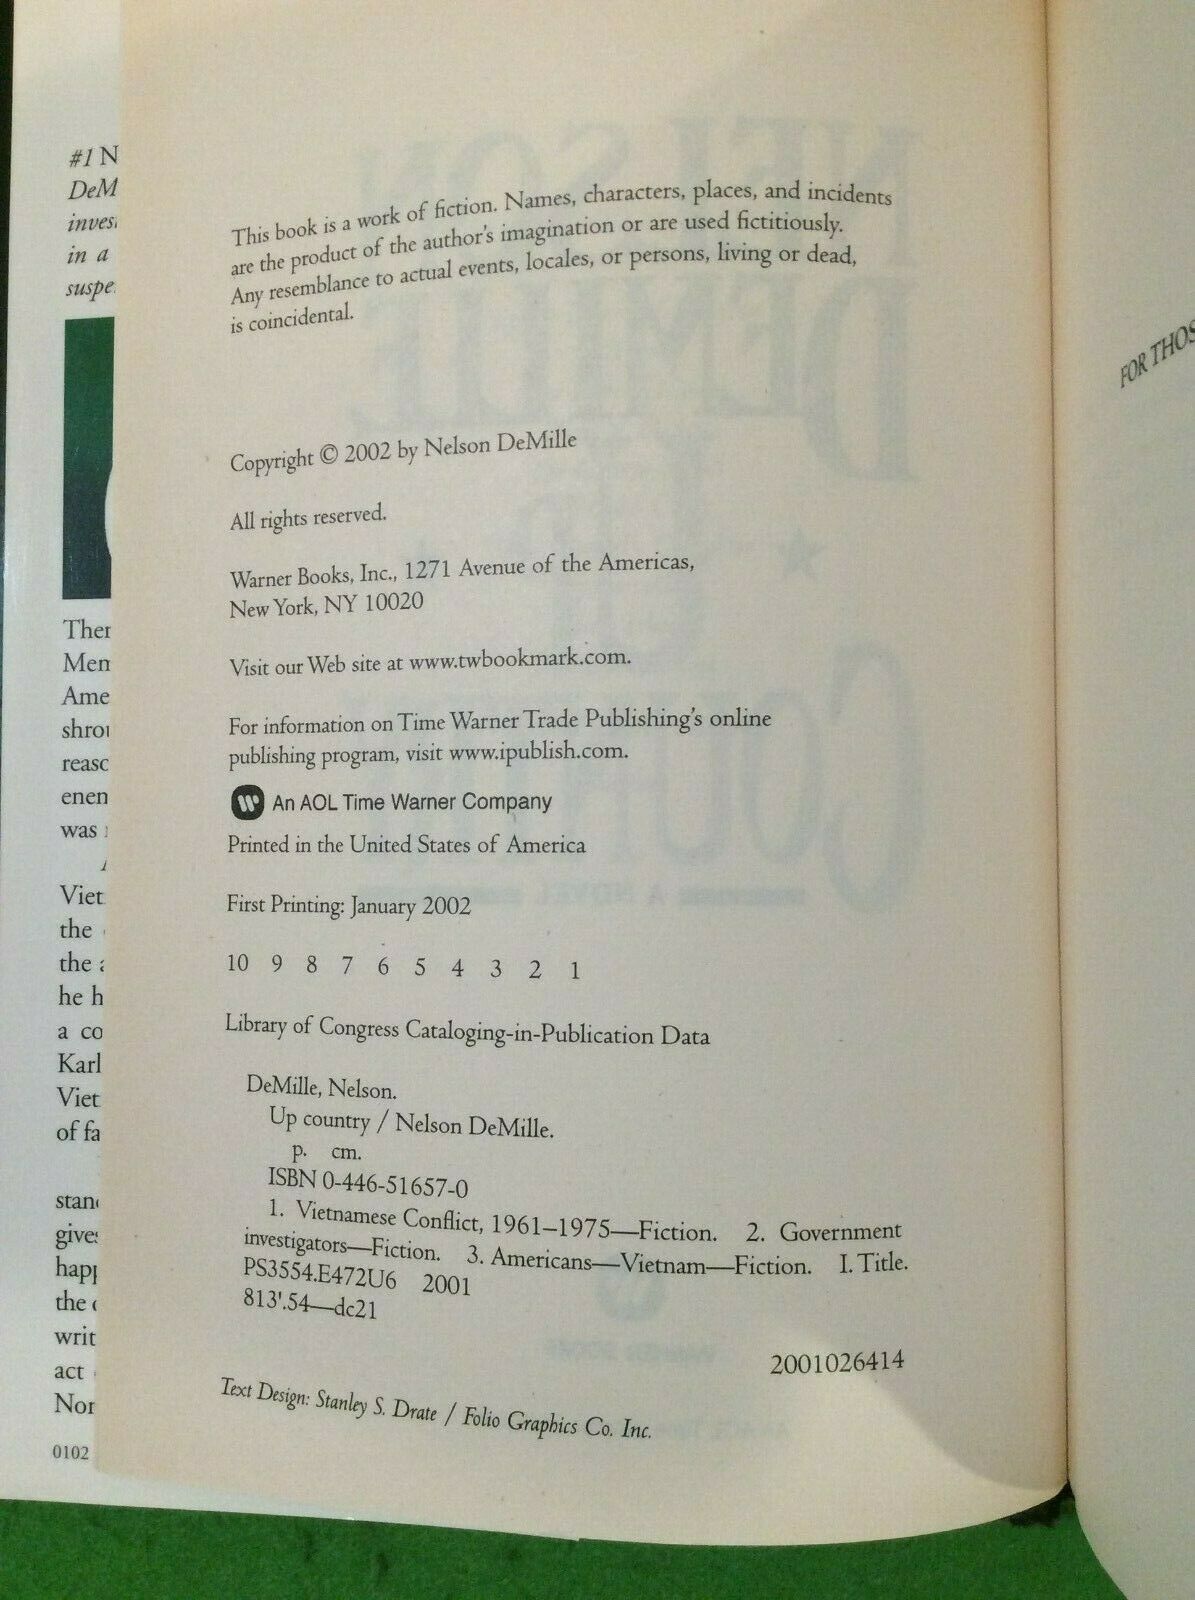 #1 N
DeM
in a
Ther
Mem
Ame
was
Viet
the
the a
he h
a co
Karl
Viet
of fa
the
writ
act
Nor
0102
This book is a work of fiction. Names, characters, places, and incidents
are the product of the author's imagination or are used fictitiously.
Any resemblance to actual events, locales, or persons, living or dead,
is coincidental.
Copyright © 2002 by Nelson DeMille
All rights reserved.
Warner Books, Inc., 1271 Avenue of the Americas,
New York, NY 10020
Visit our Web site at www.twbookmark.com.
For information on Time Warner Trade Publishing's online
publishing program, visit www.ipublish.com.
W An AOL Time Warner Company
Printed in the United States of America
First Printing: January 2002
10 9 8 7 6 5 4 3 2 1
Library of Congress Cataloging-in-Publication Data
DeMille, Nelson.
Up country / Nelson DeMille.
p. cm.
ISBN 0-446-51657-0
1. Vietnamese Conflict, 1961–1975—Fiction. 2. Government
investigators—Fiction. 3. Americans—Vietnam—Fiction. I. Title.
PS3554.E472U6 2001
813'.54—dc21
2001026414
Text Design: Stanley S. Drate / Folio Graphics Co. Inc.
FOR THOS